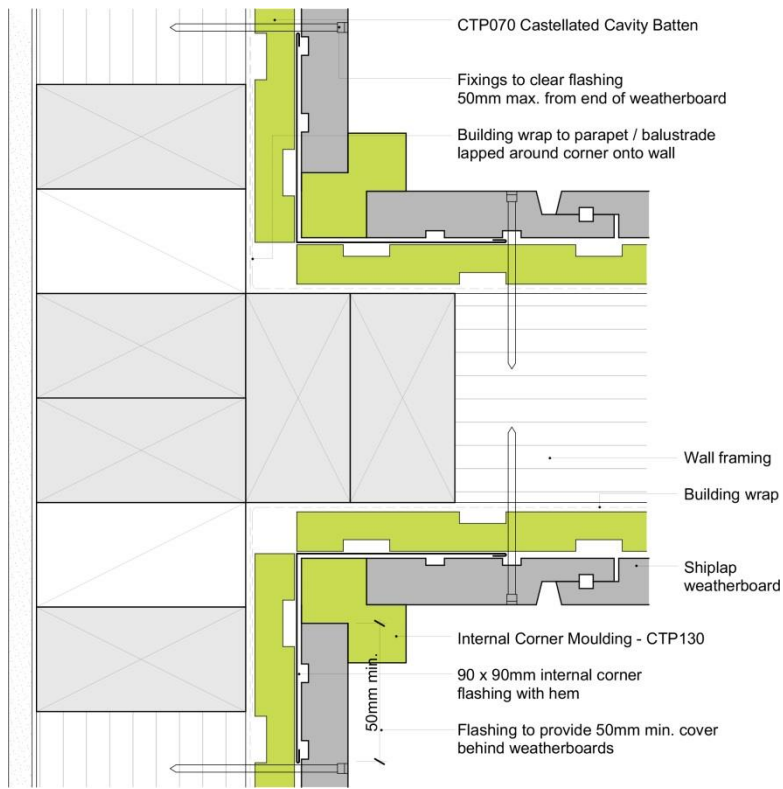 CTP070 Castellated Cavity Batten
Fixings to clear flashing
50mm max. from end of weatherboard
Building wrap to parapet / balustrade
lapped around corner onto wall
Wall framing
Building wrap
Shiplap
weatherboard
Internal Corner Moulding - CTP130
90 x 90mm internal corner
flashing with hem
50mm min.
Flashing to provide 50mm min. cover
behind weatherboards